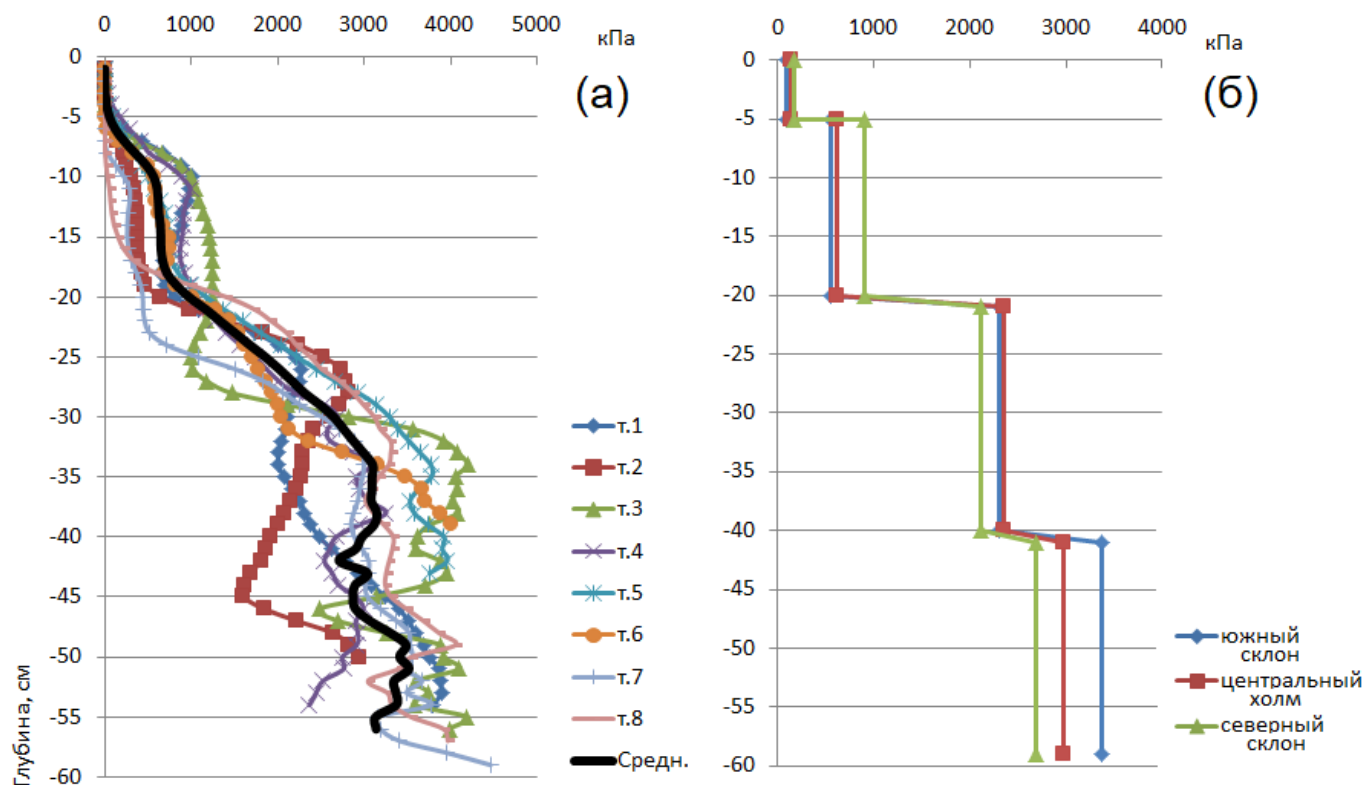 0 1000 2000 3000 4000 5000
кПа
(а)
0
-5
-10
-15
-20
-25
-30
-35
-40
-45
-50
-55
-60
Глубина, см
т.1
т.2
т.3
т.4
т.5
т.6
т.7
т.8
Средн.
0 1000 2000 3000 4000
кПа
(б)
0
-5
-10
-15
-20
-25
-30
-35
-40
-45
-50
-55
-60
южный
склон
центральный
холм
северный
склон